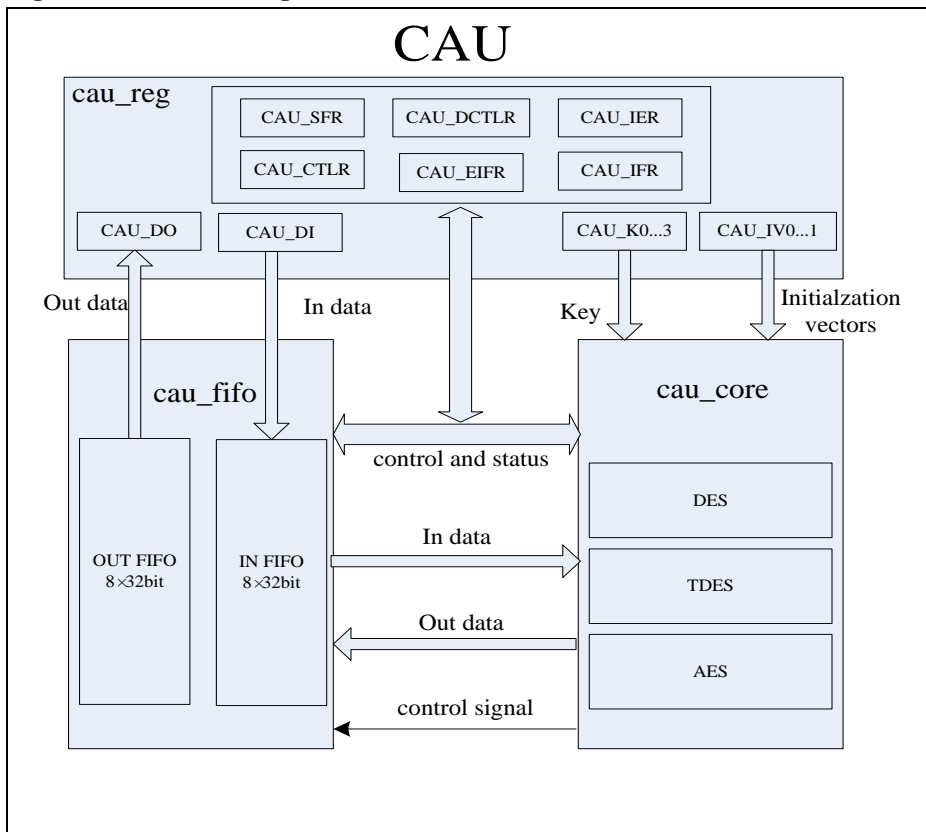 CAU
cau_reg
CAU_SFR
CAU_DCTLR
CAU_IER
CAU_CTLR
CAU_EIFR
CAU_IFR
CAU_DO
CAU_DI
CAU_K0...3
CAU_IV0...1
Out data
In data
Key
Initialzation
vectors
cau_fifo
cau_core
control and status
OUT FIFO
8×32bit
IN FIFO
8×32bit
In data
Out data
control signal
DES
TDES
AES